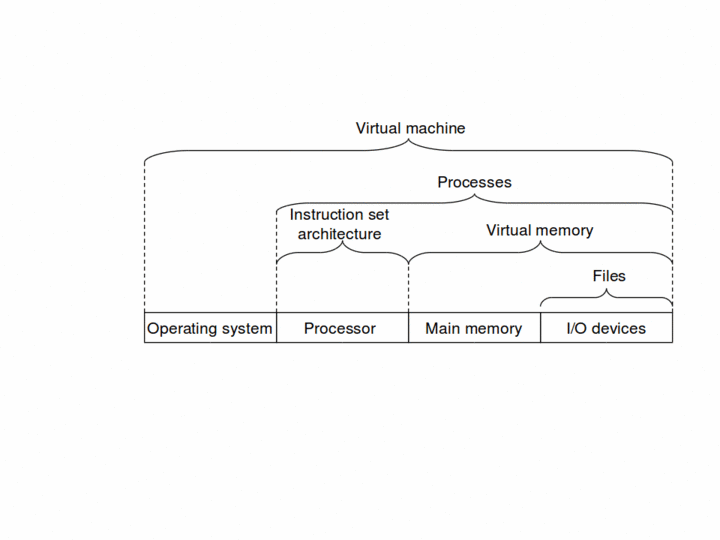 Virtual machine
Processes
Instruction set
architecture
Virtual memory
Files
Operating system
Processor
Main memory
I/O devices